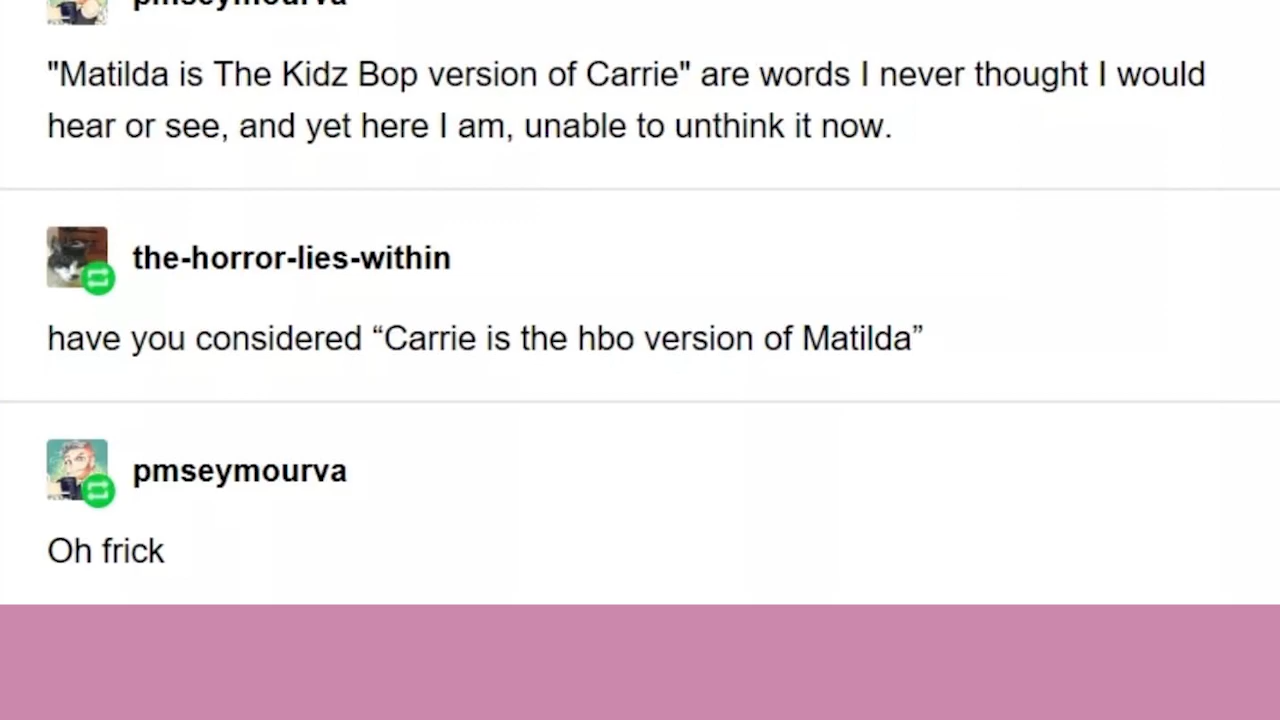 pmseymourva
"Matilda is The Kidz Bop version of Carrie" are words I never thought I would
hear or see, and yet here I am, unable to unthink it now.
the-horror-lies-within
have you considered “Carrie is the hbo version of Matilda”
pmseymourva
Oh frick